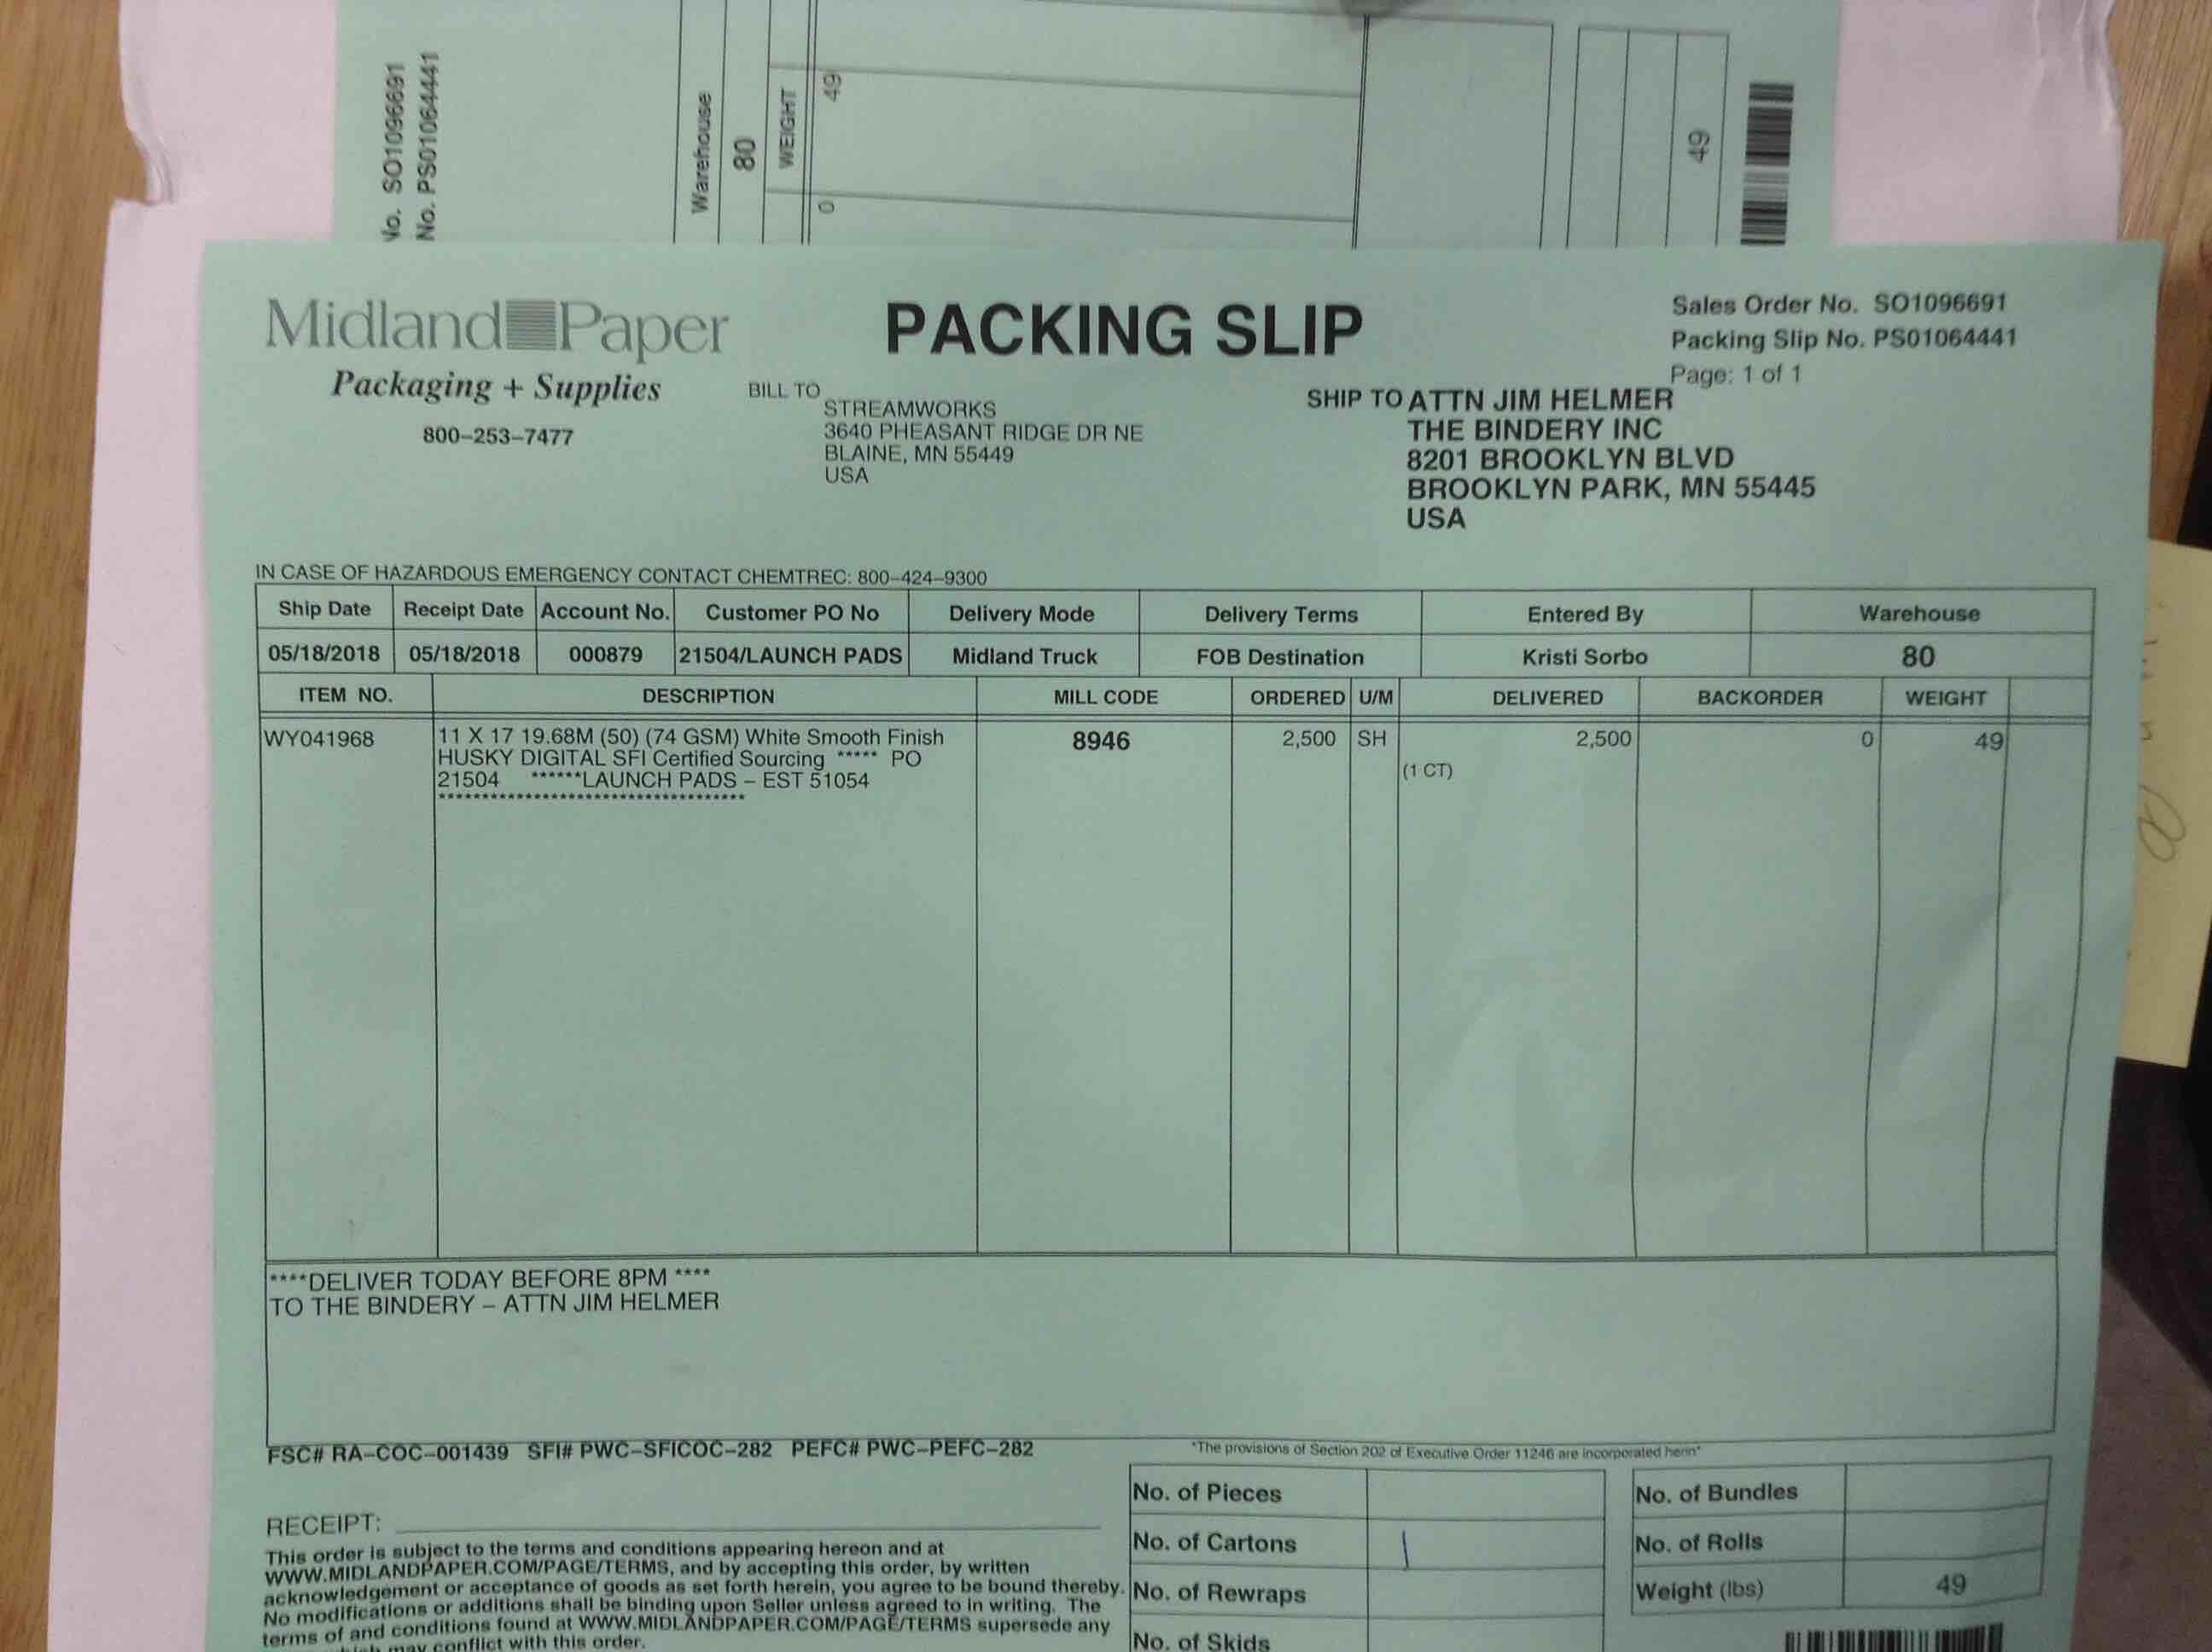 No. SO1096691
No. PS01064441
Warehouse
80
WEIGHT
0 49
49
Midland Paper
Packaging + Supplies
800-253-7477
PACKING SLIP
Sales Order No. SO1096691
Packing Slip No. PS01064441
Page: 1 of 1
BILL TO
STREAMWORKS
3640 PHEASANT RIDGE DR NE
BLAINE, MN 55449
USA
SHIP TO ATTN JIM HELMER
THE BINDERY INC
8201 BROOKLYN BLVD
BROOKLYN PARK, MN 55445
USA
IN CASE OF HAZARDOUS EMERGENCY CONTACT CHEMTREC: 800-424-9300
Ship Date Receipt Date Account No. Customer PO No Delivery Mode Delivery Terms Entered By Warehouse
05/18/2018 05/18/2018 000879 21504/LAUNCH PADS Midland Truck FOB Destination Kristi Sorbo 80
ITEM NO. DESCRIPTION MILL CODE ORDERED U/M DELIVERED BACKORDER WEIGHT
WY041968 11 X 17 19.68M (50) (74 GSM) White Smooth Finish 8946 2,500 SH 2,500 0 49
HUSKY DIGITAL SFI Certified Sourcing ***** PO
(1 CT)
21504 ******LAUNCH PADS - EST 51054
************************************
****DELIVER TODAY BEFORE 8PM ****
TO THE BINDERY - ATTN JIM HELMER
FSC# RA-COC-001439 SFI# PWC-SFICOC-282 PEFC# PWC-PEFC-282
"The provisions of Section 202 of Executive Order 11246 are incorporated herin"
RECEIPT:
This order is subject to the terms and conditions appearing hereon and at
WWW.MIDLANDPAPER.COM/PAGE/TERMS, and by accepting this order, by written
acknowledgement or acceptance of goods as set forth herein, you agree to be bound thereby.
No modifications or additions shall be binding upon Seller unless agreed to in writing. The
terms of and conditions found at WWW.MIDLANDPAPER.COM/PAGE/TERMS supersede any
may conflict with this order.
No. of Pieces
No. of Cartons 1
No. of Rewraps
No. of Skids
No. of Bundles
No. of Rolls
Weight (lbs) 49